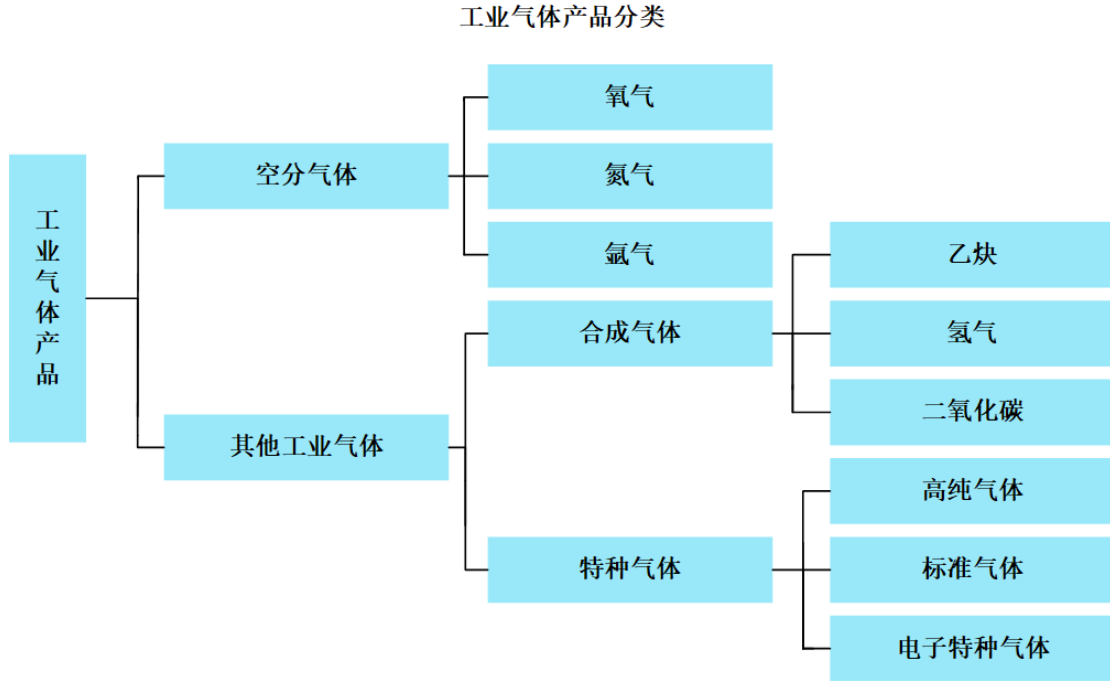 工业气体产品分类
工业气体产品
空分气体
氧气
氮气
氩气
其他工业气体
合成气体
乙炔
氢气
二氧化碳
特种气体
高纯气体
标准气体
电子特种气体